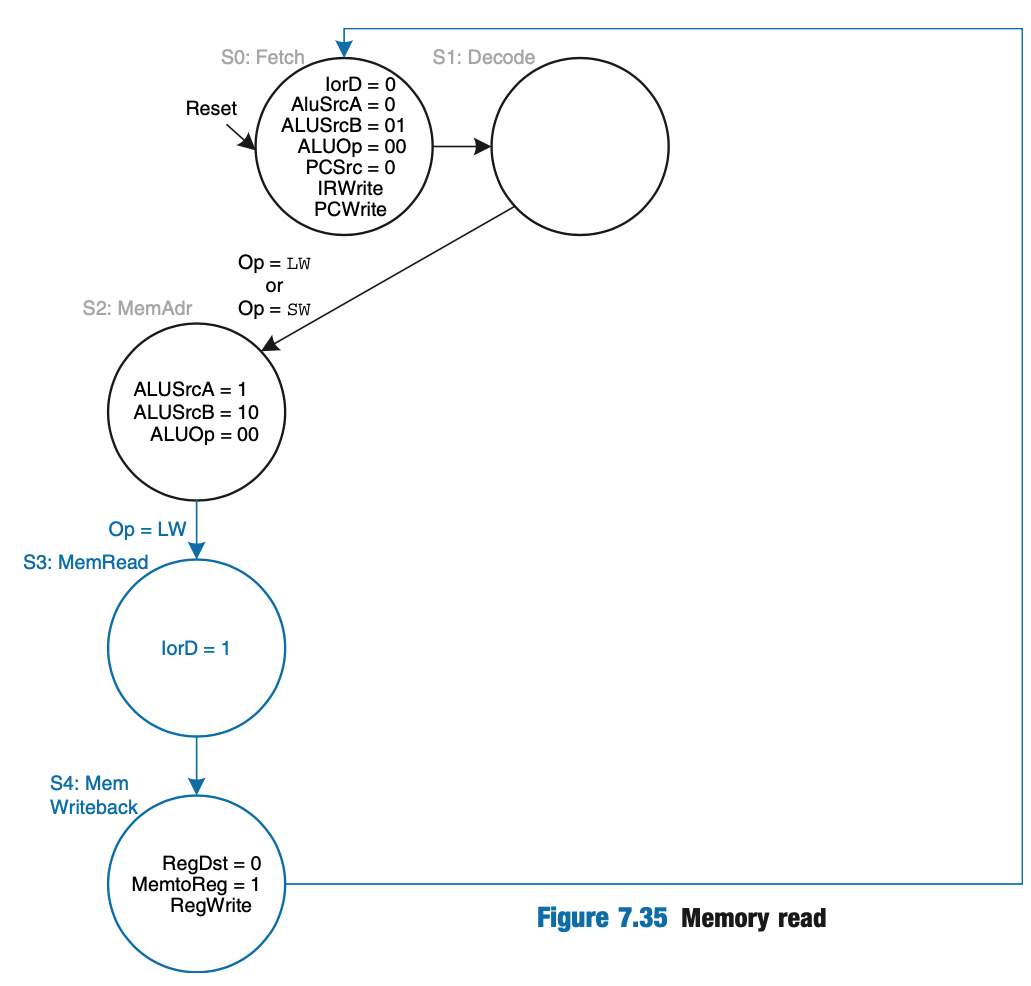 S0: Fetch
S1: Decode
Reset
IorD = 0
AluSrcA = 0
ALUSrcB = 01
ALUOp = 00
PCSrc = 0
IRWrite
PCWrite
Op = LW
or
Op = SW
S2: MemAdr
ALUSrcA = 1
ALUSrcB = 10
ALUOp = 00
Op = LW
S3: MemRead
IorD = 1
S4: Mem
Writeback
RegDst = 0
MemtoReg = 1
RegWrite
Figure 7.35 Memory read